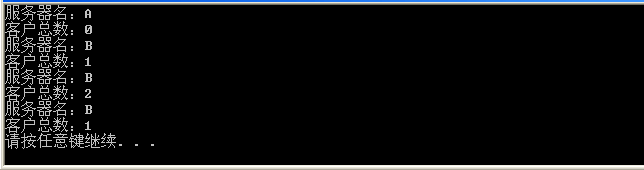 服务器名：A
客户总数：0
服务器名：B
客户总数：1
服务器名：B
客户总数：2
服务器名：B
客户总数：1
请按任意键继续. . .